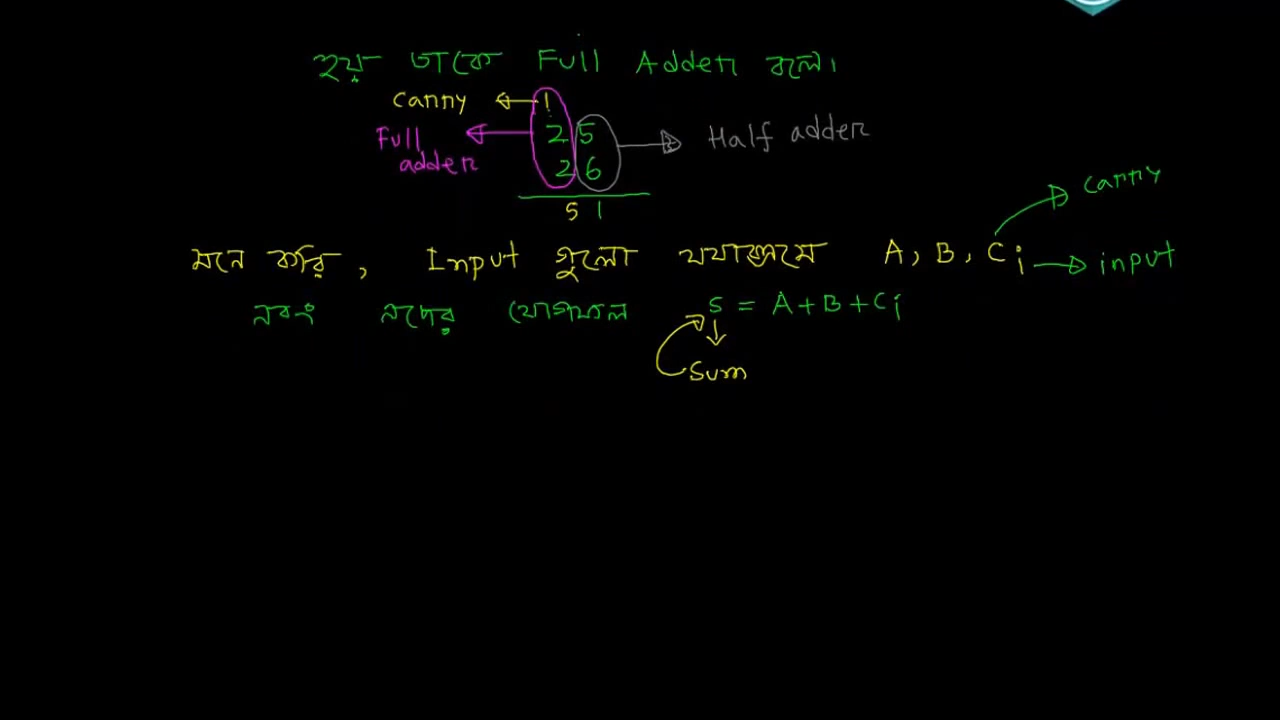 হয় তাকে Full Adder বলে।
carry ← 1
Full adder ← 2 5 → Half adder
2 6
5 1
carry
মনে করি, Input গুলো যথাক্রমে A, B, Ci → input
এবং এদের যোগফল S = A + B + Ci
Sum